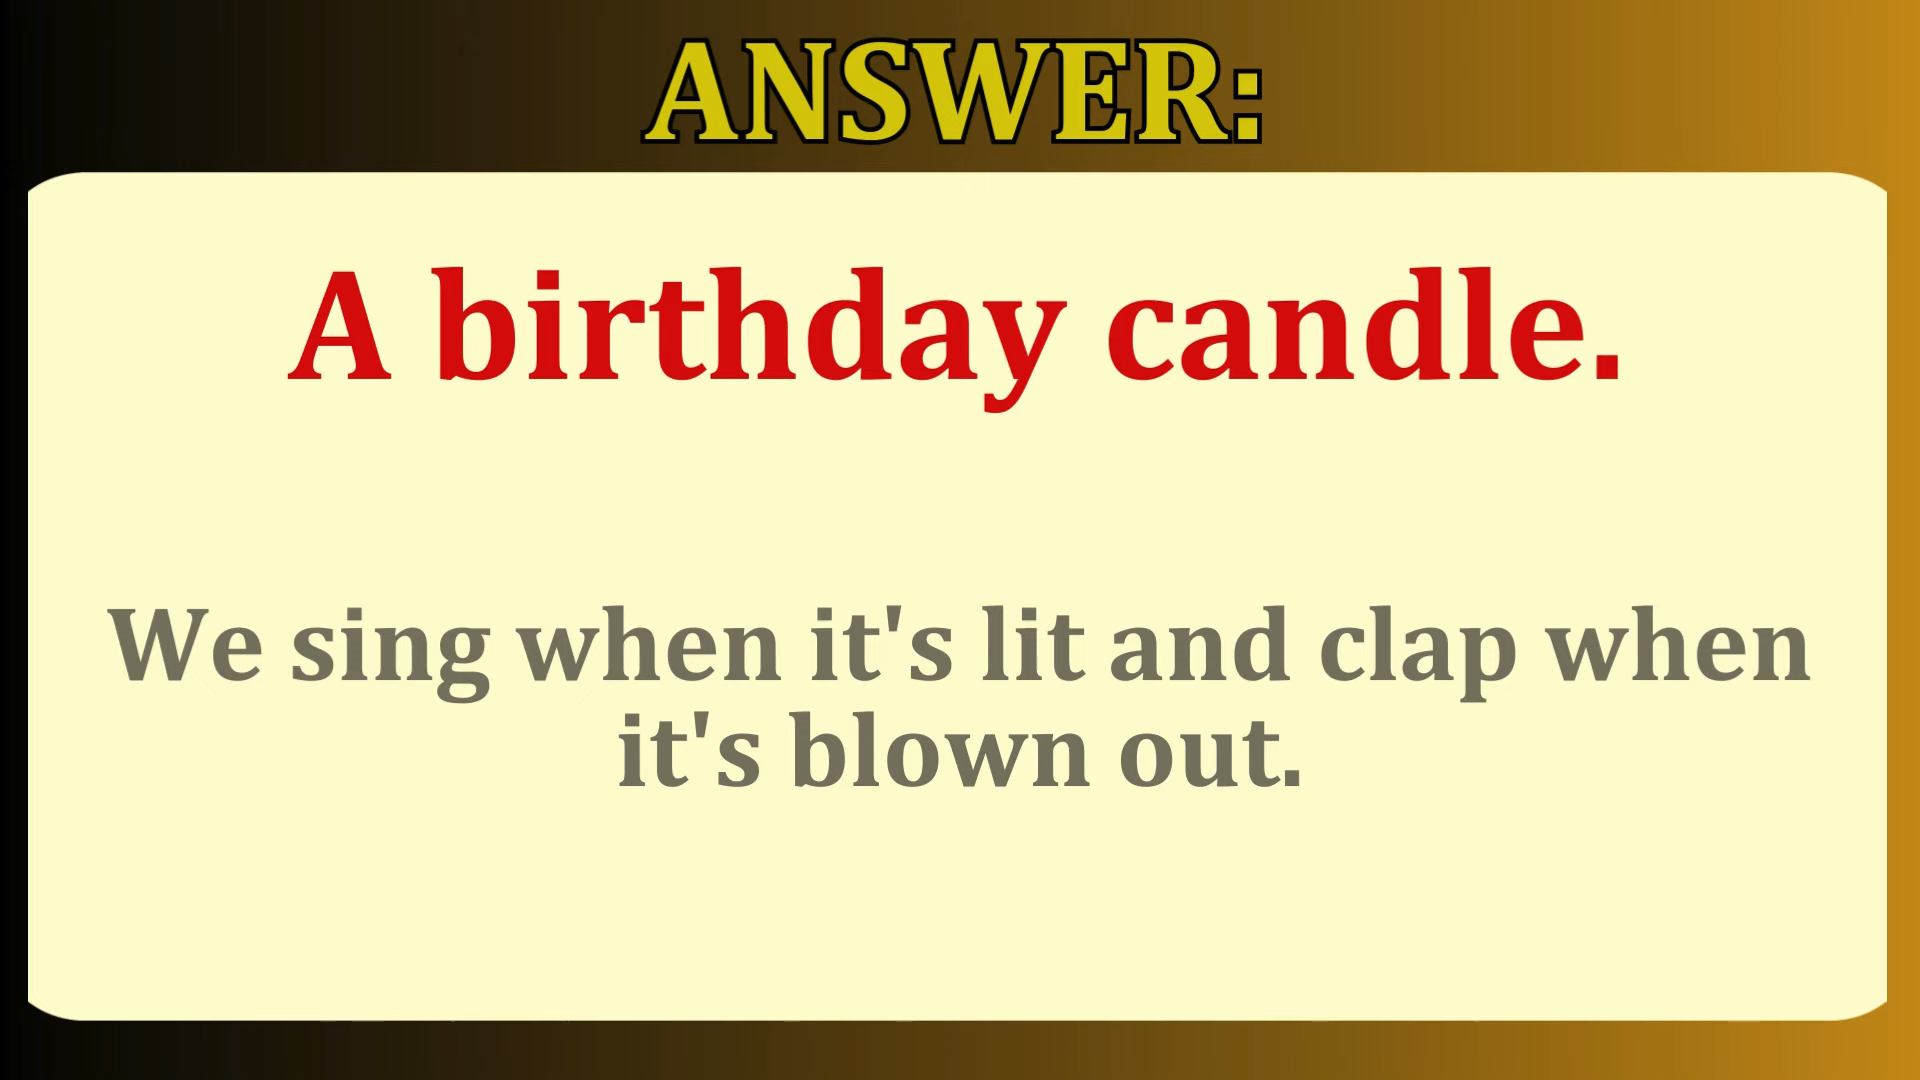 ANSWER:
A birthday candle.
We sing when it's lit and clap when
it's blown out.